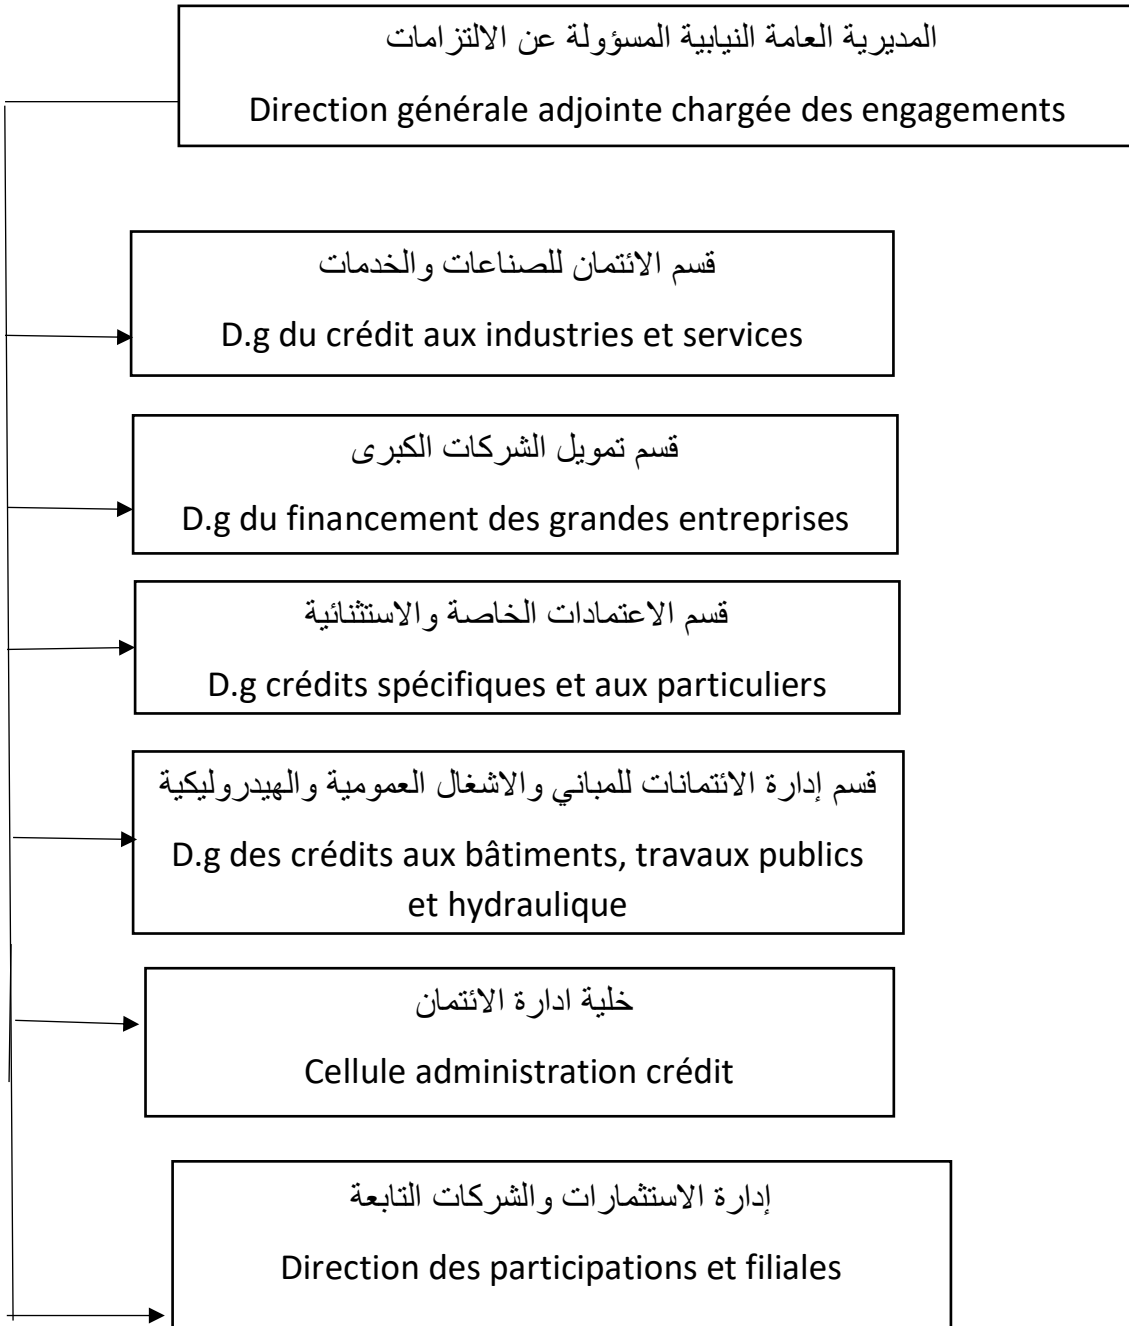 المديرية العامة النيابية المسؤولة عن الالتزامات
Direction générale adjointe chargée des engagements
قسم الائتمان للصناعات والخدمات
D.g du crédit aux industries et services
قسم تمويل الشركات الكبرى
D.g du financement des grandes entreprises
قسم الاعتمادات الخاصة والاستثنائية
D.g crédits spécifiques et aux particuliers
قسم إدارة الائتمانات للمباني والاشغال العمومية والهيدروليكية
D.g des crédits aux bâtiments, travaux publics
et hydraulique
خلية ادارة الائتمان
Cellule administration crédit
إدارة الاستثمارات والشركات التابعة
Direction des participations et filiales